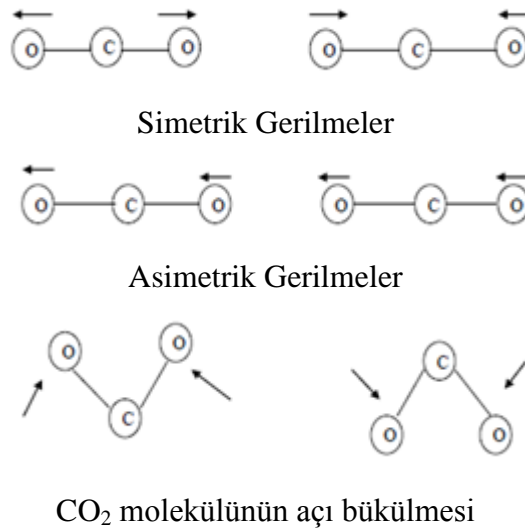 O C O O C O
Simetrik Gerilmeler
O C O O C O
Asimetrik Gerilmeler
O O C
C O O
CO₂ molekülünün açı bükülmesi